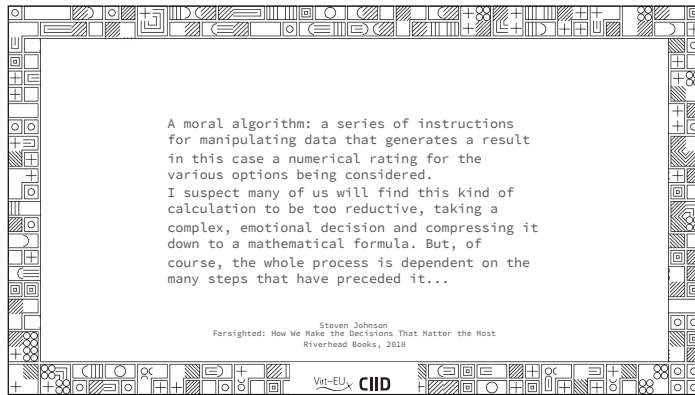 A moral algorithm: a series of instructions
for manipulating data that generates a result
in this case a numerical rating for the
various options being considered.
I suspect many of us will find this kind of
calculation to be too reductive, taking a
complex, emotional decision and compressing it
down to a mathematical formula. But, of
course, the whole process is dependent on the
many steps that have preceded it...
Steven Johnson
Farsighted: How We Make the Decisions That Matter the Most
Riverhead Books, 2018
Virt-EU CIID